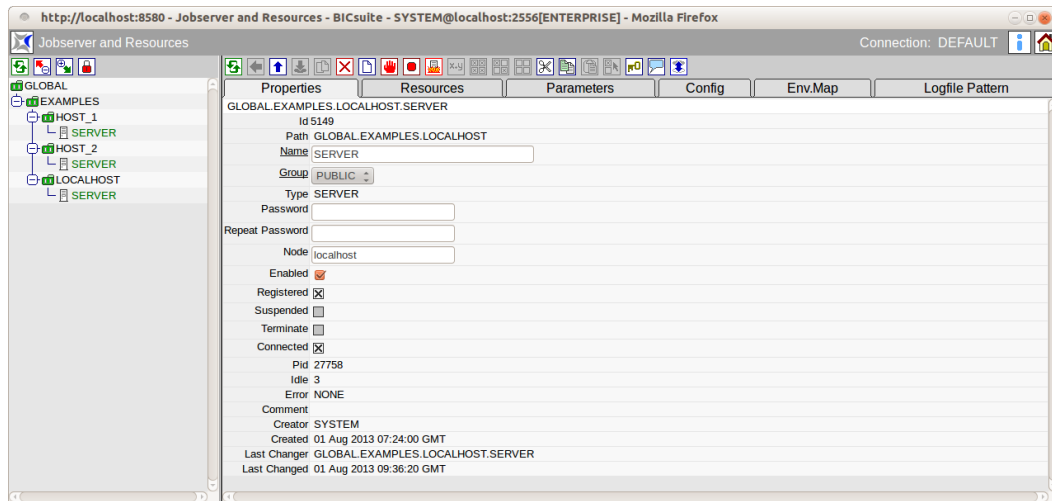 http://localhost:8580 - Jobserver and Resources - BICsuite - SYSTEM@localhost:2556[ENTERPRISE] - Mozilla Firefox
Jobserver and Resources
Connection: DEFAULT
GLOBAL
EXAMPLES
HOST_1
SERVER
HOST_2
SERVER
LOCALHOST
SERVER
x.y
Properties
Resources
Parameters
Config
Env.Map
Logfile Pattern
GLOBAL.EXAMPLES.LOCALHOST.SERVER
Id 5149
Path GLOBAL.EXAMPLES.LOCALHOST
Name SERVER
Group PUBLIC
Type SERVER
Password
Repeat Password
Node localhost
Enabled
Registered
Suspended
Terminate
Connected
Pid 27758
Idle 3
Error NONE
Comment
Creator SYSTEM
Created 01 Aug 2013 07:24:00 GMT
Last Changer GLOBAL.EXAMPLES.LOCALHOST.SERVER
Last Changed 01 Aug 2013 09:36:20 GMT